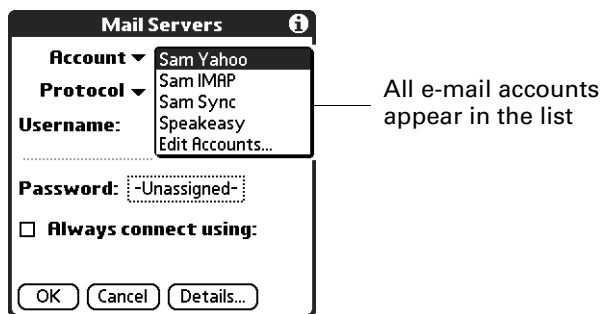 Mail Servers
Account
Sam Yahoo
Sam IMAP
Protocol
Sam Sync
Username:
Speakeasy
Edit Accounts...
Password: -Unassigned-
Always connect using:
OK Cancel Details...
All e-mail accounts
appear in the list